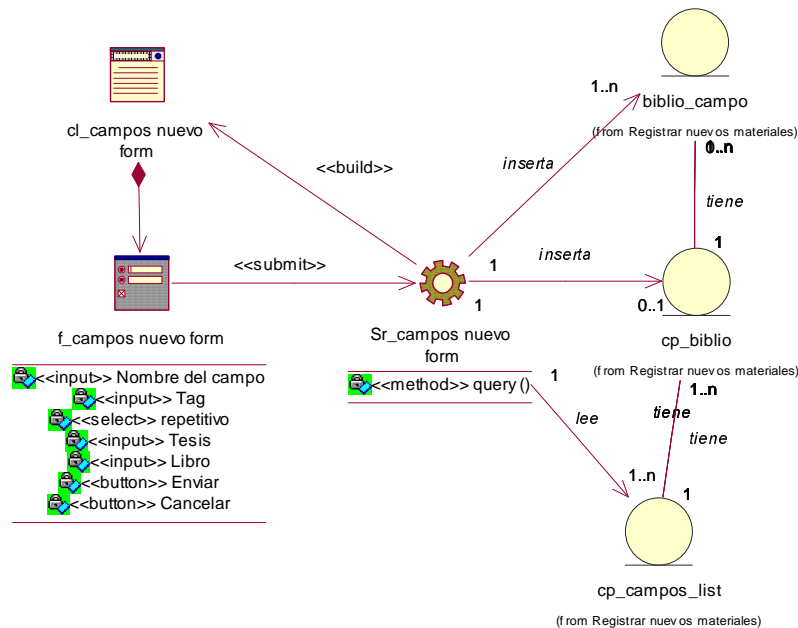 cl_campos nuevo
form
<<build>>
1..n
inserta
biblio_campo
(from Registrar nuevos materiales)
0..n
tiene
1
<<submit>>
f_campos nuevo form
<<input>> Nombre del campo
<<input>> Tag
<<select>> repetitivo
<<input>> Tesis
<<input>> Libro
<<button>> Enviar
<<button>> Cancelar
1
inserta
1
0..1
Sr_campos nuevo
form
<<method>> query()
cp_biblio
(from Registrar nuevos materiales)
1
lee
1..n
1..n
tiene
tiene
1
cp_campos_list
(from Registrar nuevos materiales)